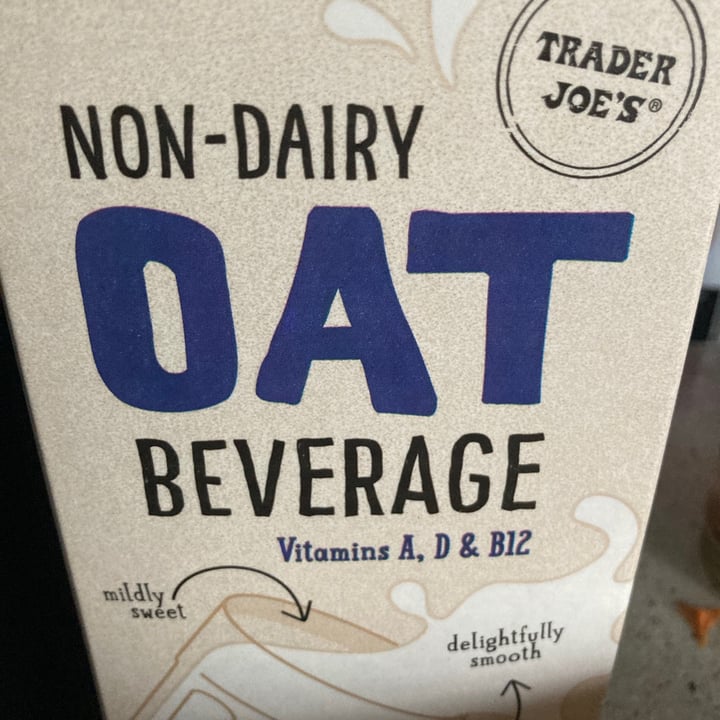 TRADER
JOE'S®
NON-DAIRY
OAT
BEVERAGE
Vitamins A, D & B12
mildly
sweet
delightfully
smooth